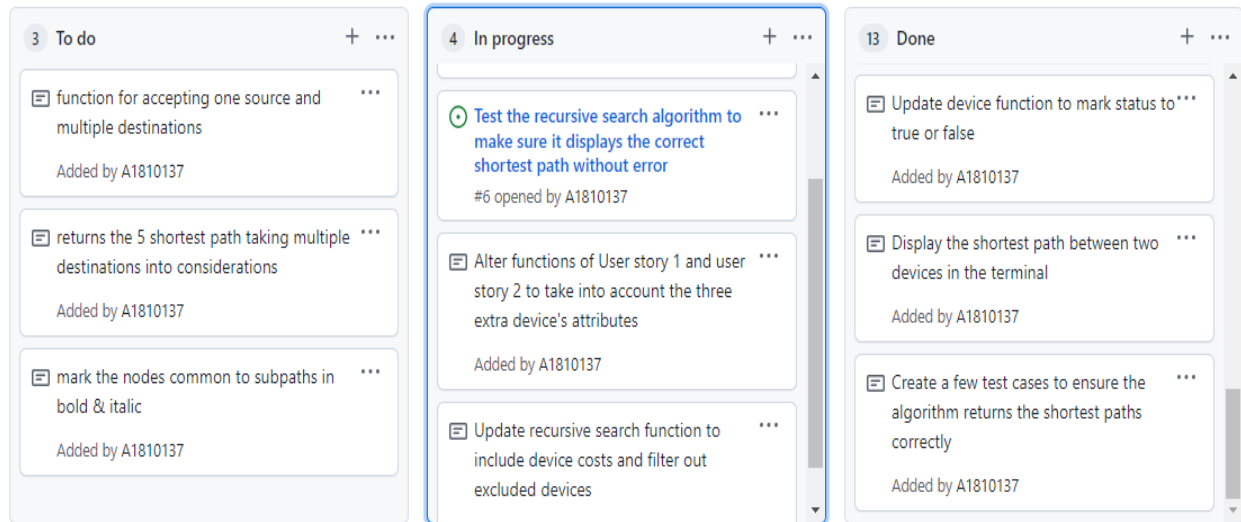 3 To do
function for accepting one source and
multiple destinations
Added by A1810137
returns the 5 shortest path taking multiple
destinations into considerations
Added by A1810137
mark the nodes common to subpaths in
bold & italic
Added by A1810137
4 In progress
Test the recursive search algorithm to
make sure it displays the correct
shortest path without error
#6 opened by A1810137
Alter functions of User story 1 and user
story 2 to take into account the three
extra device's attributes
Added by A1810137
Update recursive search function to
include device costs and filter out
excluded devices
13 Done
Update device function to mark status to
true or false
Added by A1810137
Display the shortest path between two
devices in the terminal
Added by A1810137
Create a few test cases to ensure the
algorithm returns the shortest paths
correctly
Added by A1810137